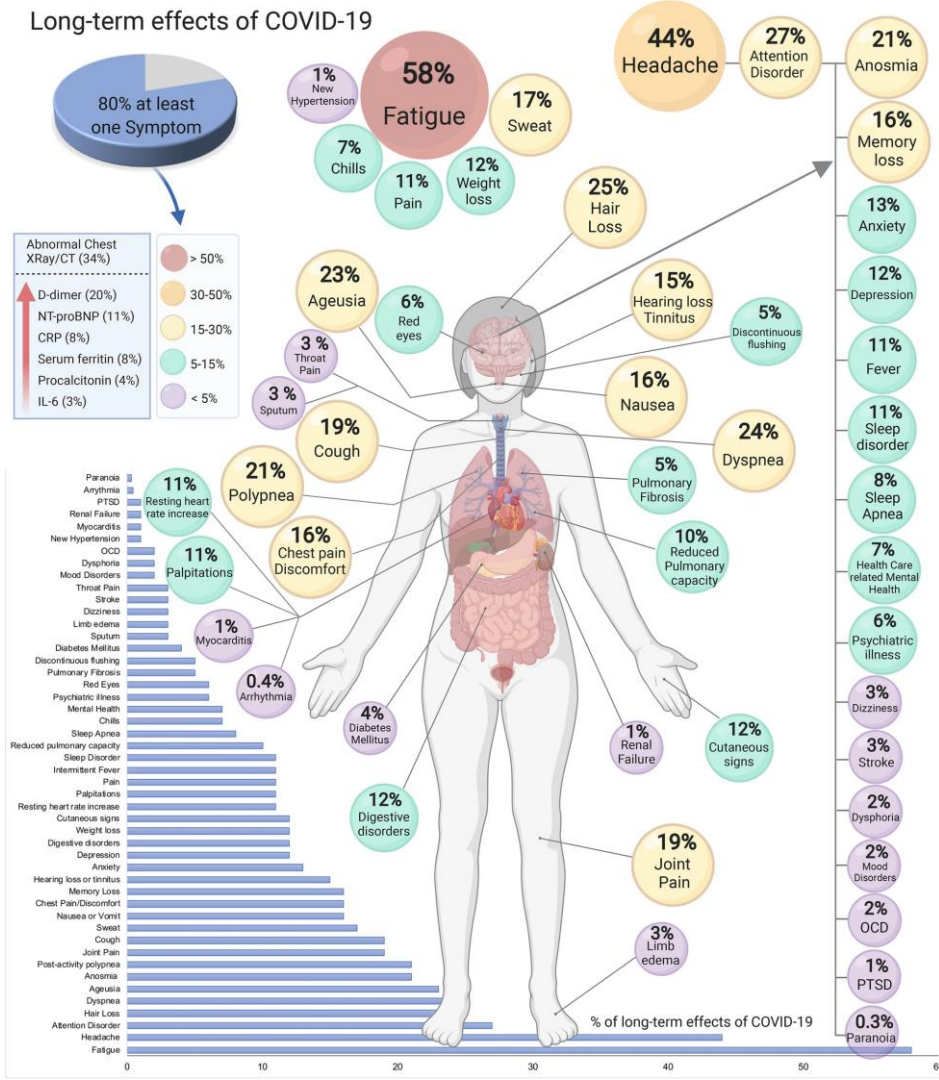 Long-term effects of COVID-19
80% at least
one Symptom
Abnormal Chest
XRay/CT (34%)
D-dimer (20%)
NT-proBNP (11%)
CRP (8%)
Serum ferritin (8%)
Procalcitonin (4%)
IL-6 (3%)
> 50%
30-50%
15-30%
5-15%
< 5%
1%
New
Hypertension
58%
Fatigue
17%
Sweat
7%
Chills
11%
Pain
12%
Weight
loss
44%
Headache
27%
Attention
Disorder
21%
Anosmia
16%
Memory
loss
13%
Anxiety
12%
Depression
11%
Fever
11%
Sleep
disorder
8%
Sleep
Apnea
7%
Health Care
related Mental
Health
6%
Psychiatric
illness
3%
Dizziness
3%
Stroke
2%
Dysphoria
2%
Mood
Disorders
2%
OCD
1%
PTSD
0.3%
Paranoia
25%
Hair
Loss
23%
Ageusia
6%
Red
eyes
15%
Hearing loss
Tinnitus
5%
Discontinuous
flushing
3 %
Throat
Pain
3 %
Sputum
16%
Nausea
19%
Cough
24%
Dyspnea
21%
Polypnea
5%
Pulmonary
Fibrosis
11%
Resting heart
rate increase
16%
Chest pain
Discomfort
10%
Reduced
Pulmonary
capacity
11%
Palpitations
1%
Myocarditis
0.4%
Arrhythmia
4%
Diabetes
Mellitus
1%
Renal
Failure
12%
Cutaneous
signs
12%
Digestive
disorders
19%
Joint
Pain
3%
Limb
edema
Paranoia
Arrythmia
PTSD
Renal Failure
Myocarditis
New Hypertension
OCD
Dysphoria
Mood Disorders
Throat Pain
Stroke
Dizziness
Limb edema
Sputum
Diabetes Mellitus
Discontinuous flushing
Pulmonary Fibrosis
Red Eyes
Psychiatric illness
Mental Health
Chills
Sleep Apnea
Reduced pulmonary capacity
Sleep Disorder
Intermittent Fever
Pain
Palpitations
Resting heart rate increase
Cutaneous signs
Weight loss
Digestive disorders
Depression
Anxiety
Hearing loss or tinnitus
Memory Loss
Chest Pain/Discomfort
Nausea or Vomit
Sweat
Cough
Joint Pain
Post-activity polypnea
Anosmia
Ageusia
Dyspnea
Hair Loss
Attention Disorder
Headache
Fatigue
% of long-term effects of COVID-19
0 10 20 30 40 50 6